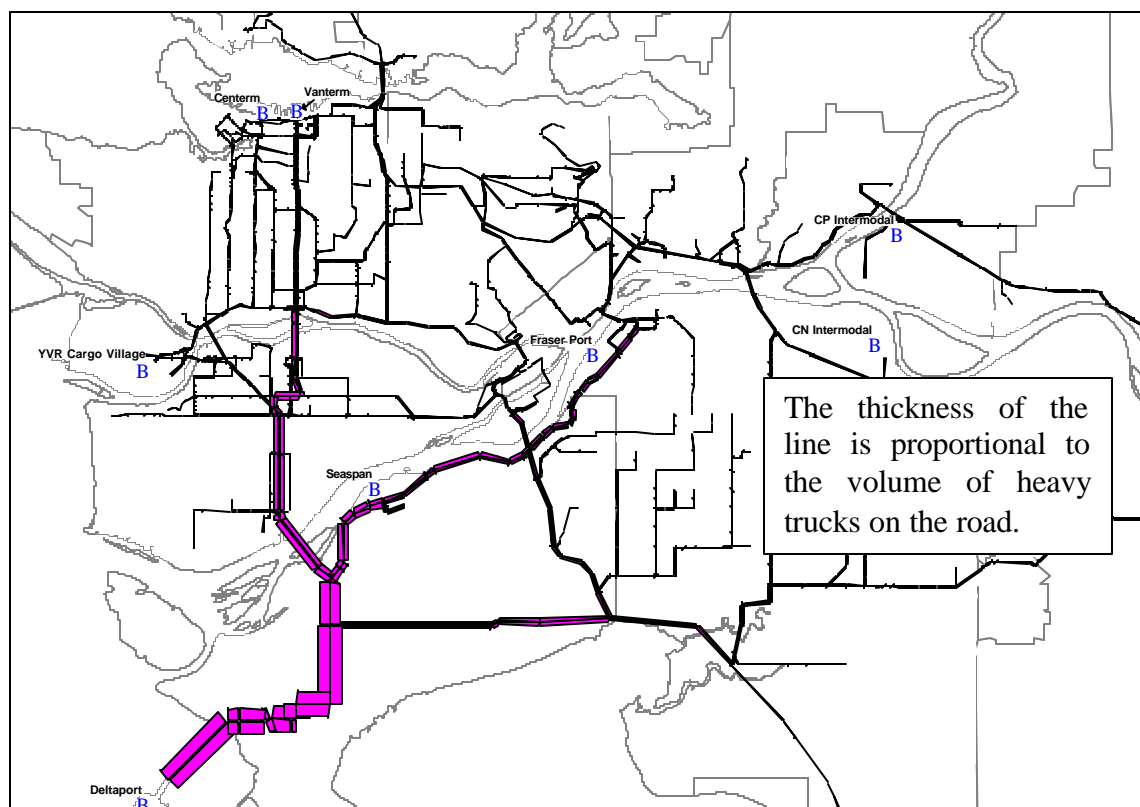 Centerm
Vanterm
B
B
CP Intermodal
B
CN Intermodal
B
Fraser Port
B
YVR Cargo Village
B
The thickness of the
line is proportional to
the volume of heavy
trucks on the road.
Seaspan
B
Deltaport
B